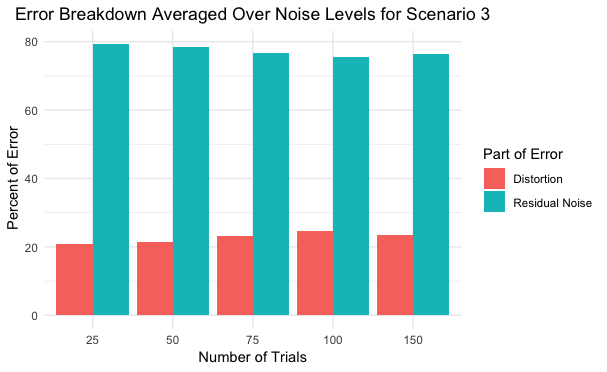 Error Breakdown Averaged Over Noise Levels for Scenario 3
Percent of Error
80
60
40
20
0
25 50 75 100 150
Number of Trials
Part of Error
Distortion
Residual Noise